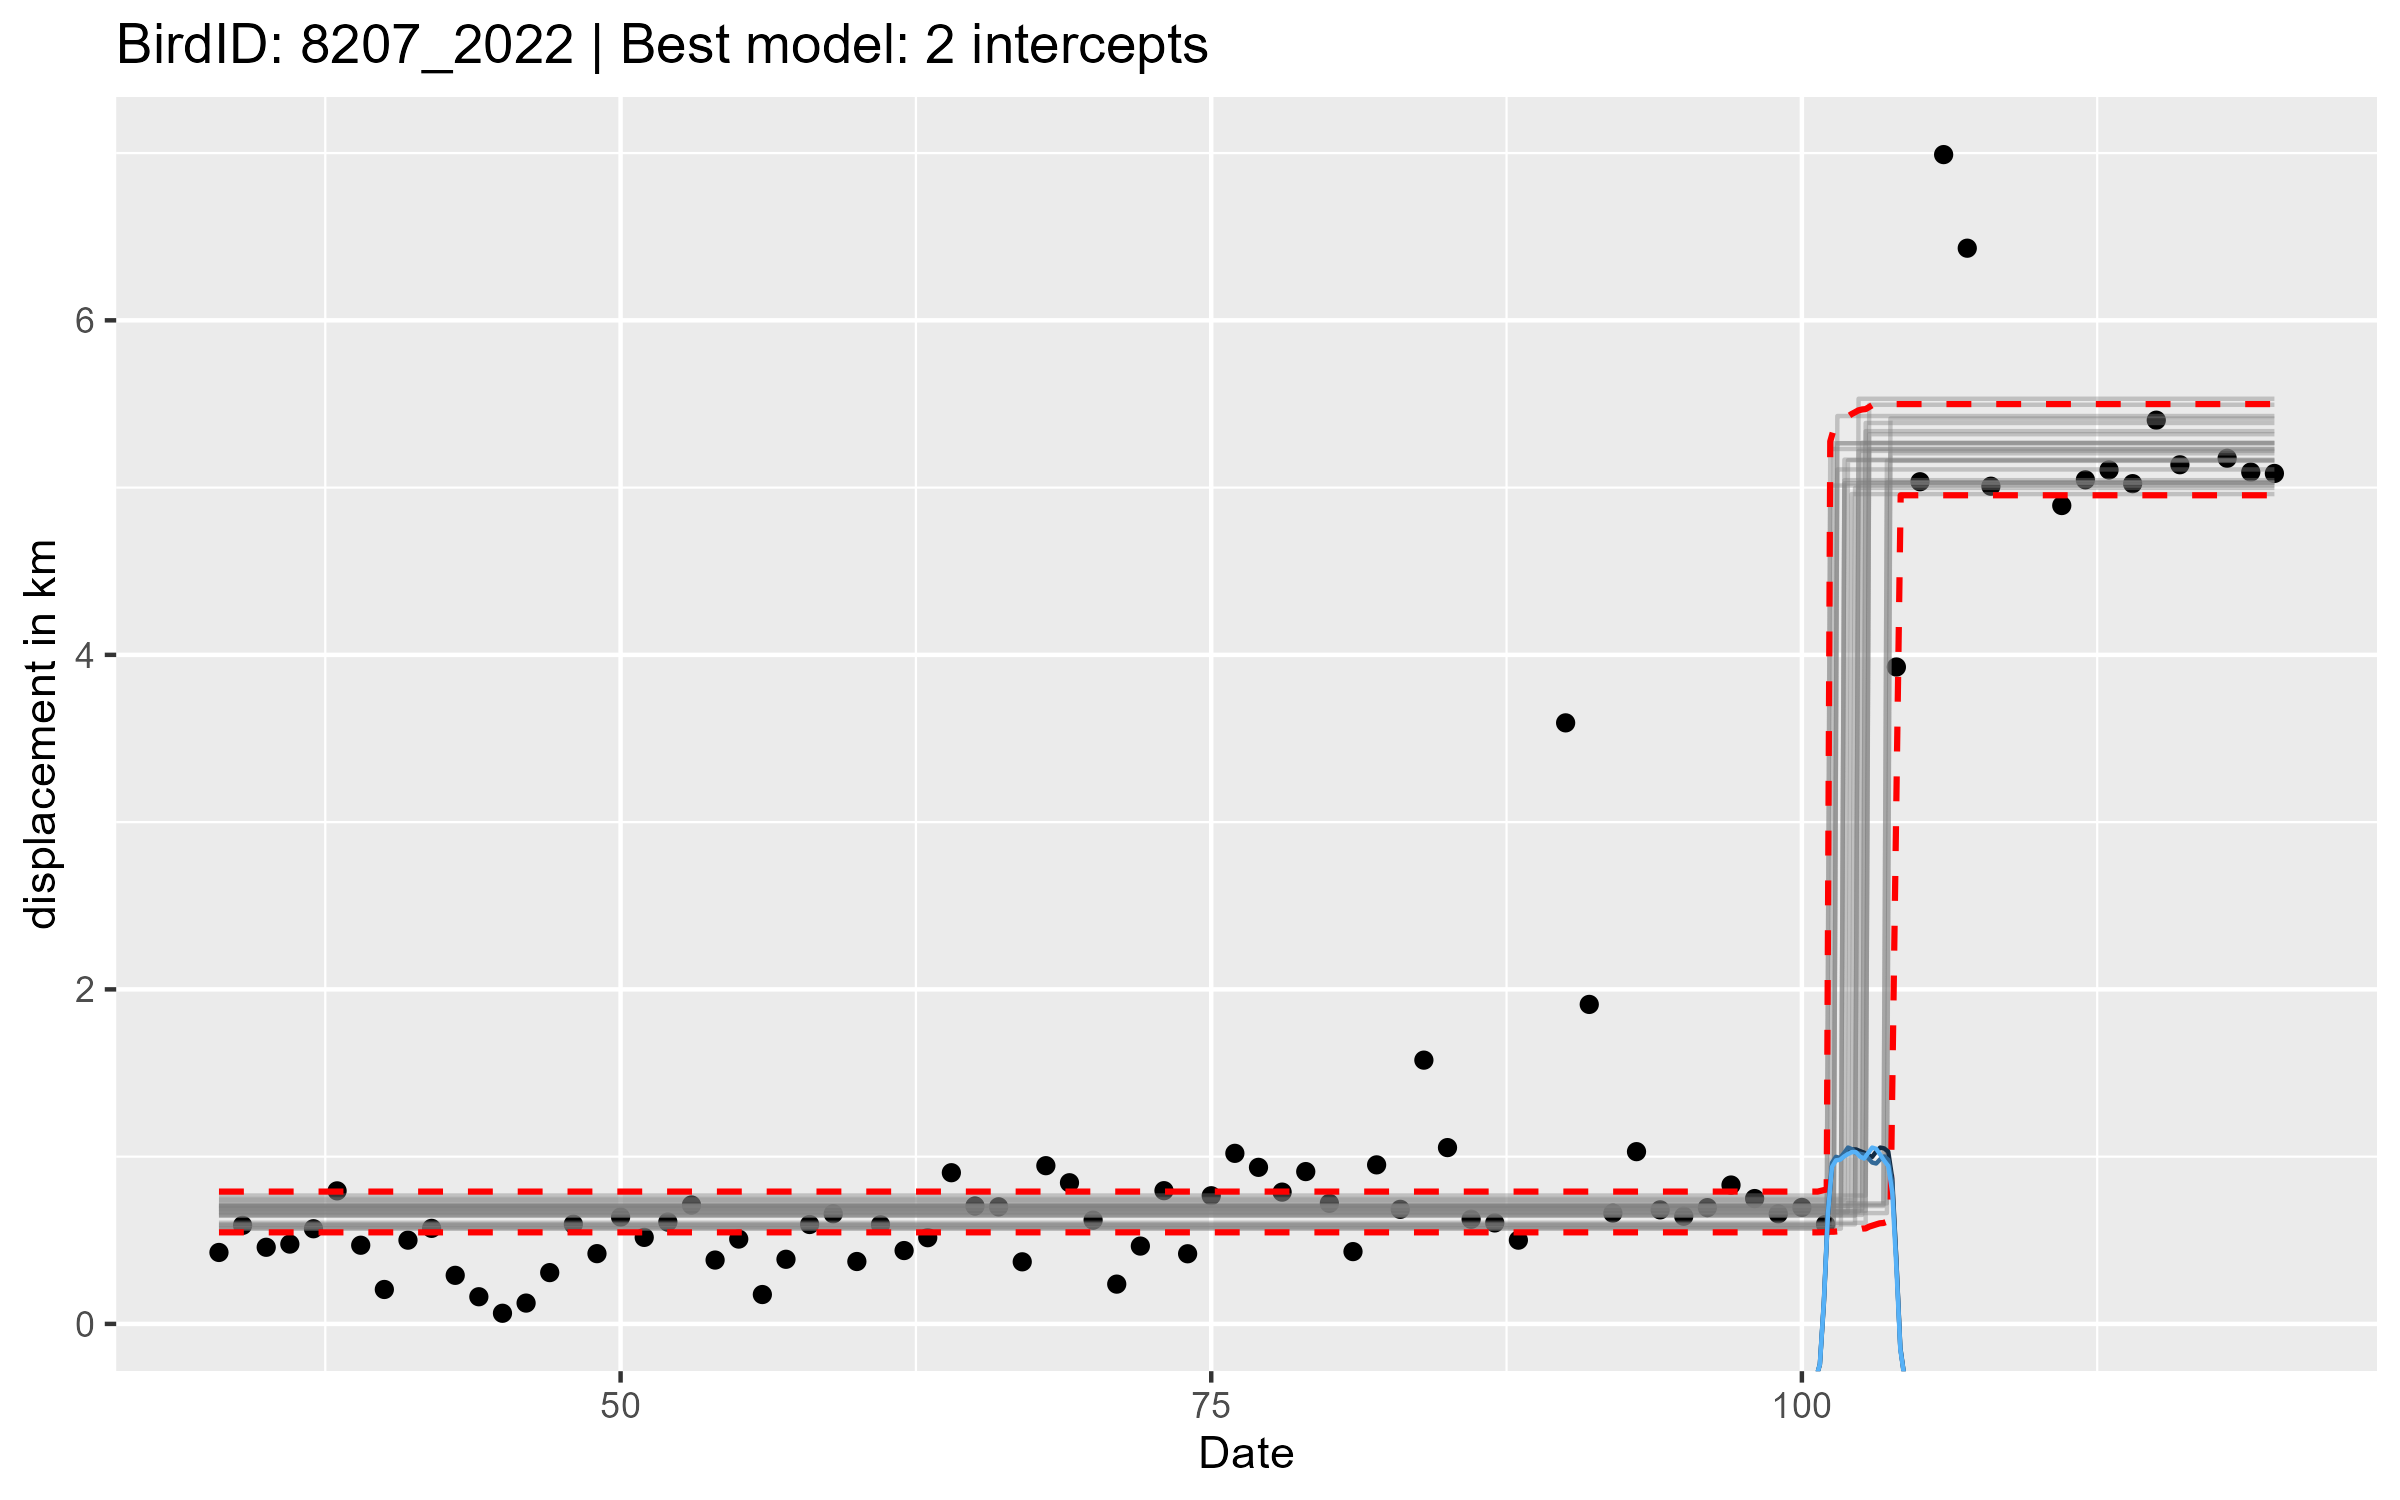 BirdID: 8207_2022 | Best model: 2 intercepts
displacement in km
6
4
2
0
50
75
100
Date